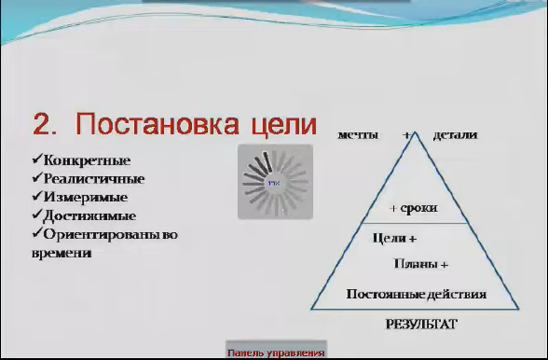 2. Постановка цели
✓Конкретные
✓Реалистичные
✓Измеримые
✓Достижимые
✓Ориентированы во
времени
мечты + детали
+ сроки
Цели +
Планы +
Постоянные действия
РЕЗУЛЬТАТ
Панель управления